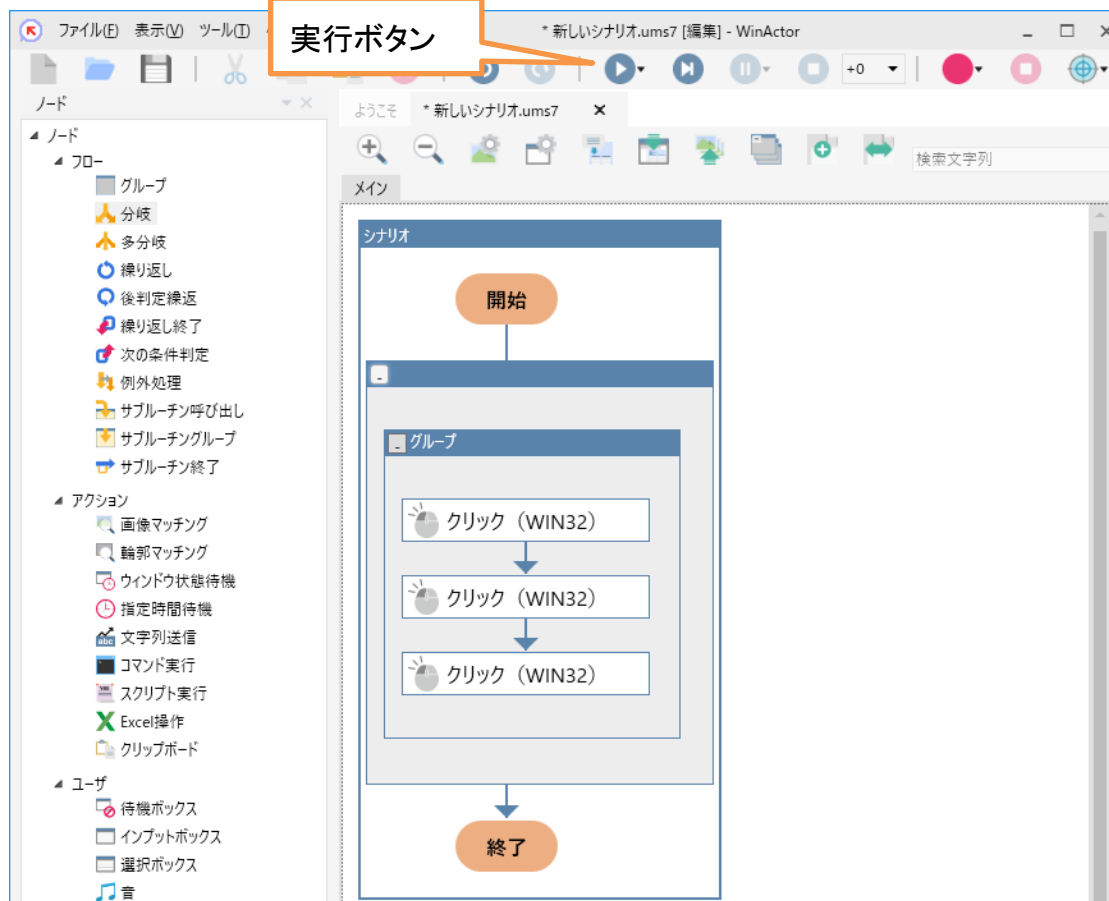 ファイル(F) 表示(V) ツール(T)
* 新しいシナリオ.ums7 [編集] - WinActor
実行ボタン
+0
ノード
ようこそ * 新しいシナリオ.ums7
ノード
フロー
グループ
分岐
多分岐
繰り返し
後判定繰返
繰り返し終了
次の条件判定
例外処理
サブルーチン呼び出し
サブルーチングループ
サブルーチン終了
アクション
画像マッチング
輪郭マッチング
ウィンドウ状態待機
指定時間待機
文字列送信
コマンド実行
スクリプト実行
Excel操作
クリップボード
ユーザ
待機ボックス
インプットボックス
選択ボックス
音
検索文字列
メイン
シナリオ
開始
グループ
クリック（WIN32）
クリック（WIN32）
クリック（WIN32）
終了